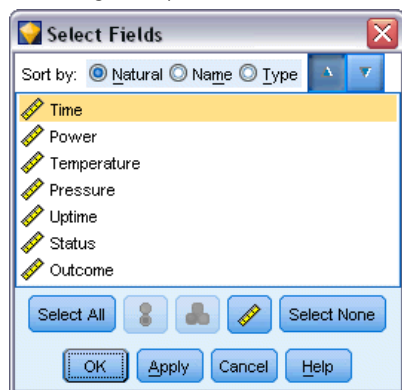 Select Fields
Sort by: Natural Name Type
Time
Power
Temperature
Pressure
Uptime
Status
Outcome
Select All Select None
OK Apply Cancel Help